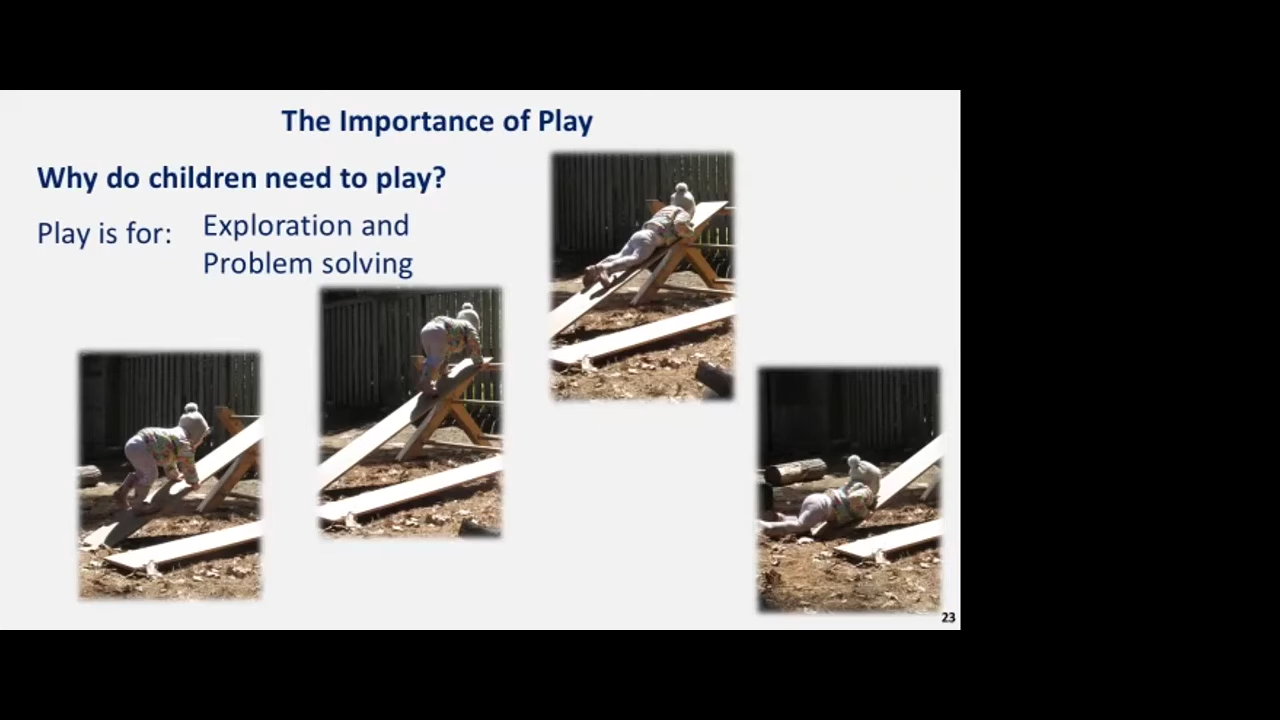 The Importance of Play
Why do children need to play?
Play is for:
Exploration and
Problem solving
23